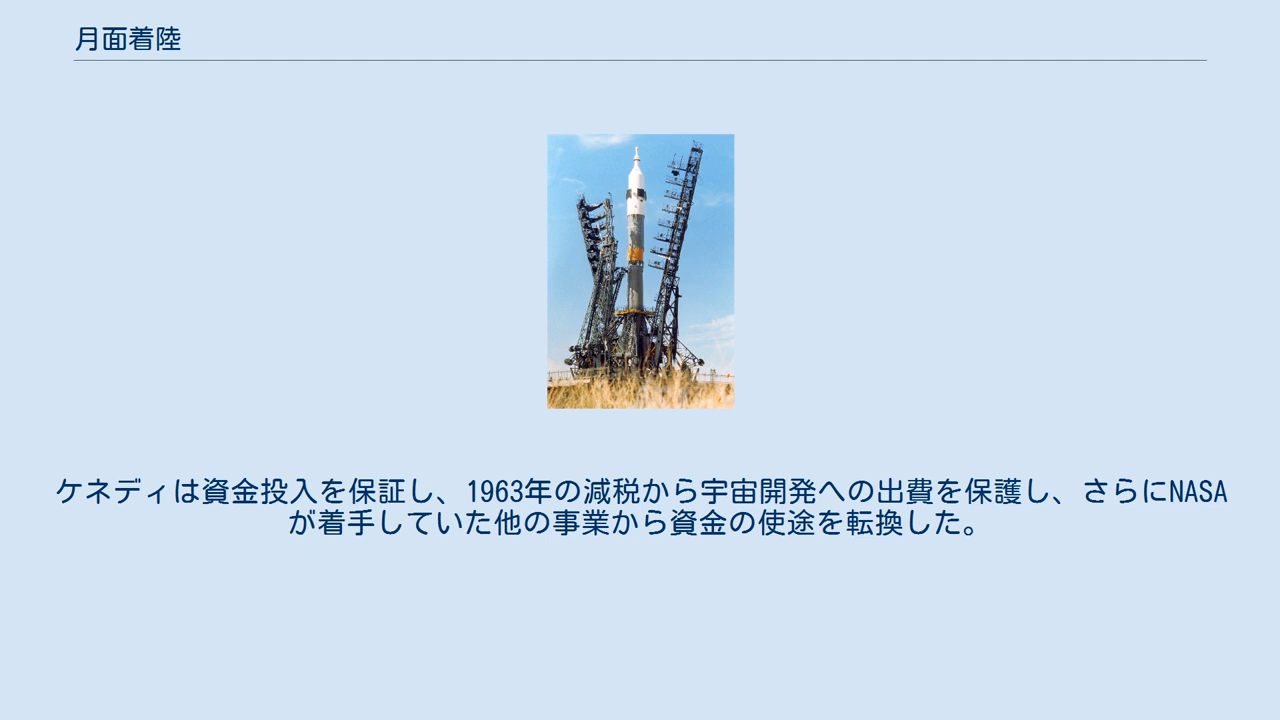 月面着陸
ケネディは資金投入を保証し、1963年の減税から宇宙開発への出費を保護し、さらにNASA
が着手していた他の事業から資金の使途を転換した。